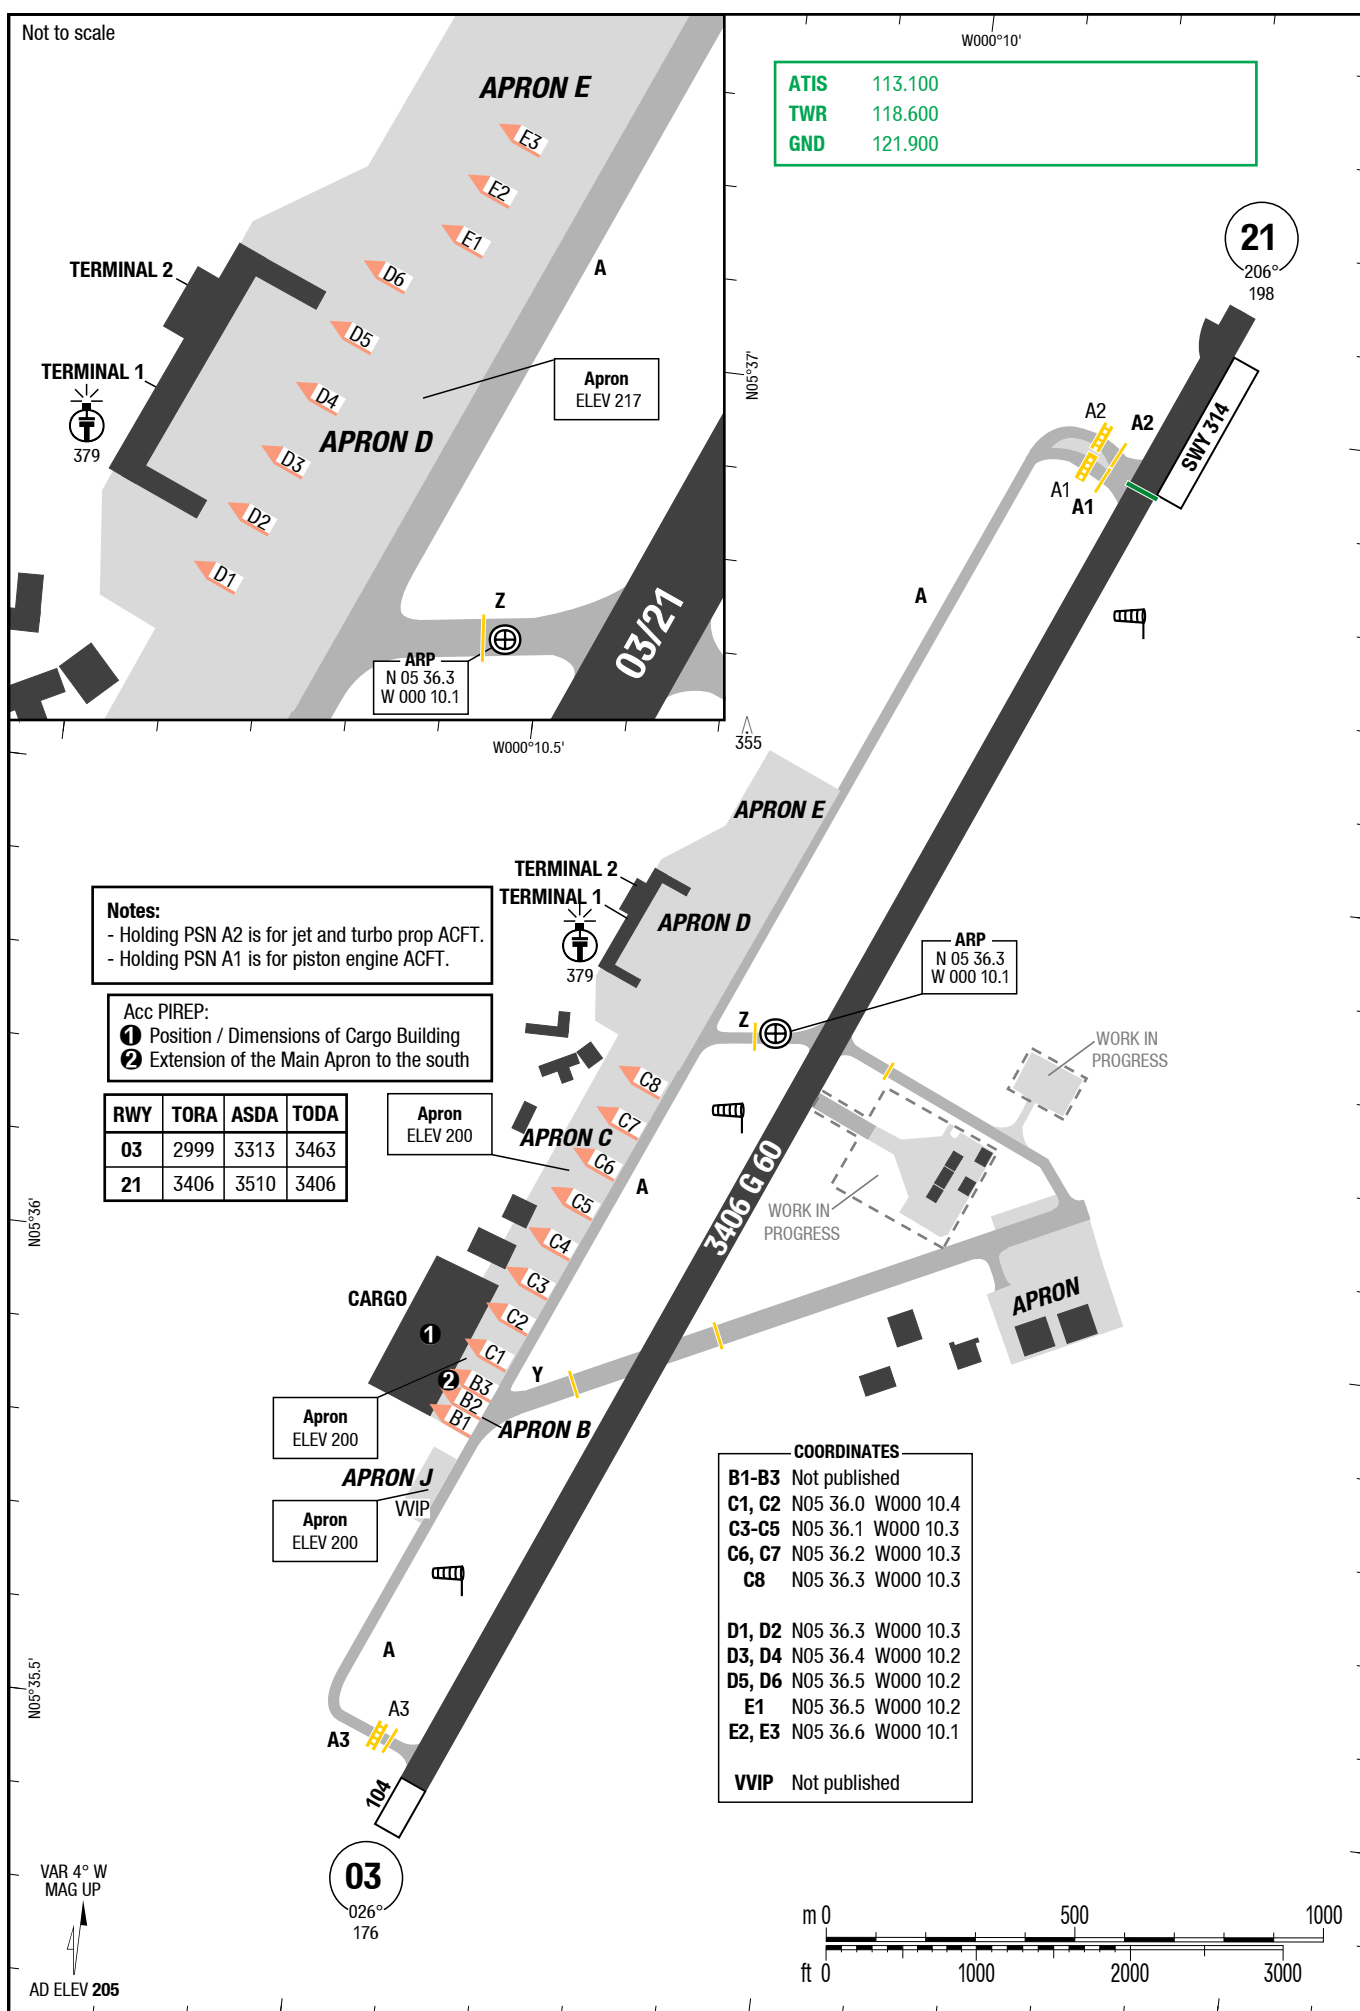 Not to scale
APRON E
E3
E2
E1
D6
D5
D4
D3
D2
D1
A
TERMINAL 2
TERMINAL 1
379
APRON D
Apron
ELEV 217
Z
ARP
N 05 36.3
W 000 10.1
03/21
W000°10.5'
W000°10'
ATIS 113.100
TWR 118.600
GND 121.900
21
206°
198
N05°37'
SWY 314
A2
A2
A1
A1
A
355
APRON E
TERMINAL 2
TERMINAL 1
379
APRON D
Notes:
- Holding PSN A2 is for jet and turbo prop ACFT.
- Holding PSN A1 is for piston engine ACFT.
Acc PIREP:
1 Position / Dimensions of Cargo Building
2 Extension of the Main Apron to the south
RWY TORA ASDA TODA
03 2999 3313 3463
21 3406 3510 3406
ARP
N 05 36.3
W 000 10.1
Z
WORK IN
PROGRESS
Apron
ELEV 200
APRON C
C8
C7
C6
C5
C4
C3
C2
C1
B3
B2
B1
A
3406 G 60
WORK IN
PROGRESS
N05°36'
CARGO
1
2
APRON
Y
Apron
ELEV 200
APRON B
APRON J
VVIP
Apron
ELEV 200
COORDINATES
B1-B3 Not published
C1, C2 N05 36.0 W000 10.4
C3-C5 N05 36.1 W000 10.3
C6, C7 N05 36.2 W000 10.3
C8 N05 36.3 W000 10.3
D1, D2 N05 36.3 W000 10.3
D3, D4 N05 36.4 W000 10.2
D5, D6 N05 36.5 W000 10.2
E1 N05 36.5 W000 10.2
E2, E3 N05 36.6 W000 10.1
VVIP Not published
N05°35.5'
A
A3
A3
104
03
026°
176
VAR 4° W
MAG UP
AD ELEV 205
m 0 500 1000
ft 0 1000 2000 3000